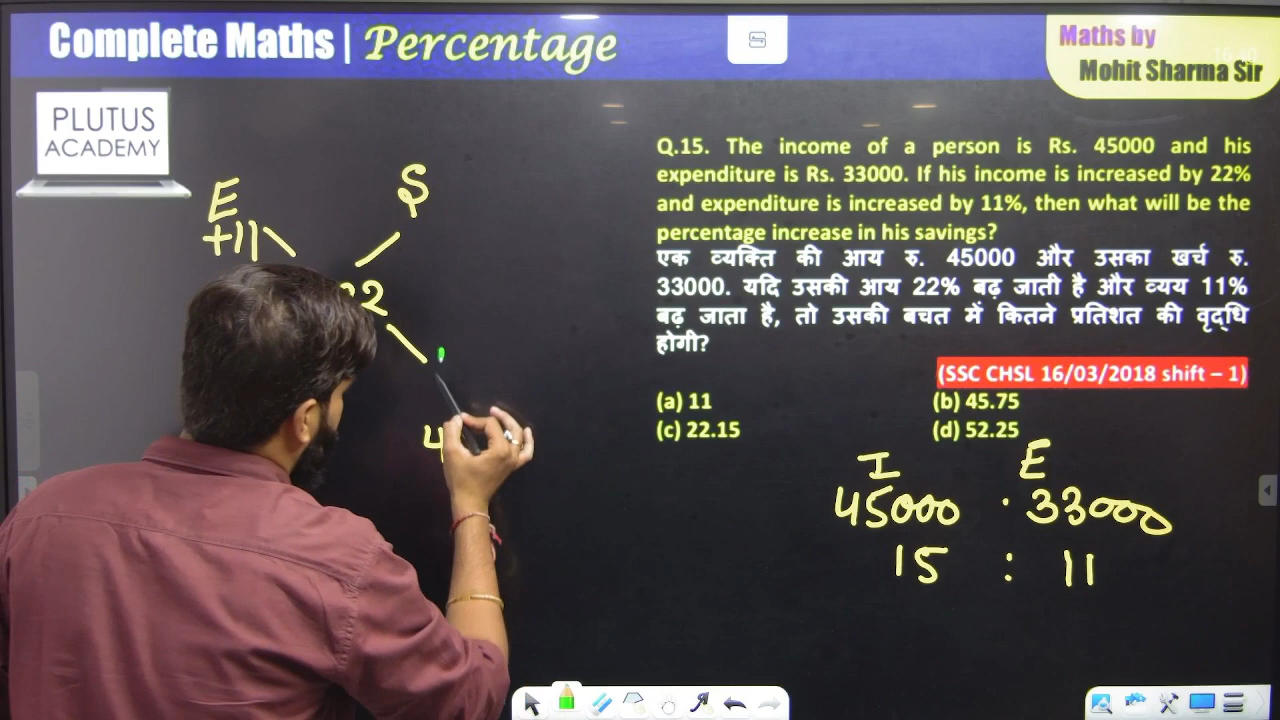 Complete Maths | Percentage
Maths by
Mohit Sharma Sir
PLUTUS
ACADEMY
Q.15. The income of a person is Rs. 45000 and his
expenditure is Rs. 33000. If his income is increased by 22%
and expenditure is increased by 11%, then what will be the
percentage increase in his savings?
एक व्यक्ति की आय रु. 45000 और उसका खर्च रु.
33000. यदि उसकी आय 22% बढ़ जाती है और व्यय 11%
बढ़ जाता है, तो उसकी बचत में कितने प्रतिशत की वृद्धि
होगी?
(SSC CHSL 16/03/2018 shift – 1)
(a) 11 (b) 45.75
(c) 22.15 (d) 52.25
E S
+11
22
4
I E
45000 : 33000
15 : 11